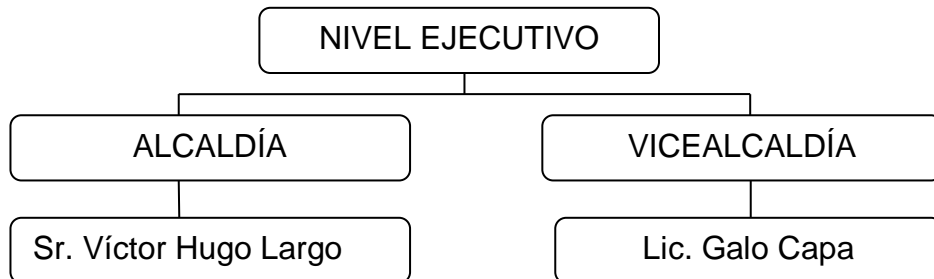 NIVEL EJECUTIVO
ALCALDÍA
VICEALCALDÍA
Sr. Víctor Hugo Largo
Lic. Galo Capa